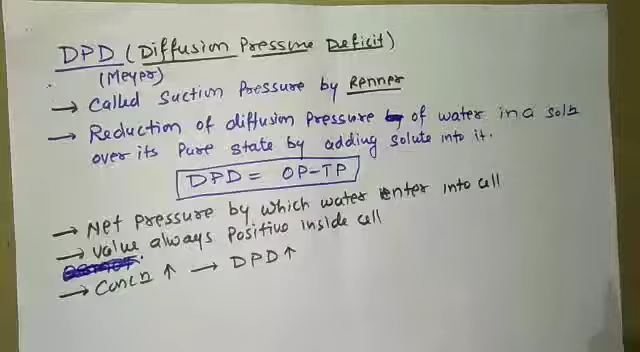 DPD (Diffusion Pressure Deficit)
(Meyer)
→ Called Suction Pressure by Renner
→ Reduction of diffusion Pressure of water in a soln
over its Pure state by adding solute into it.
DPD = OP-TP
→ Net Pressure by which water enter into cell
→ Value always Positive inside cell
→ Concn ↑ → DPD ↑